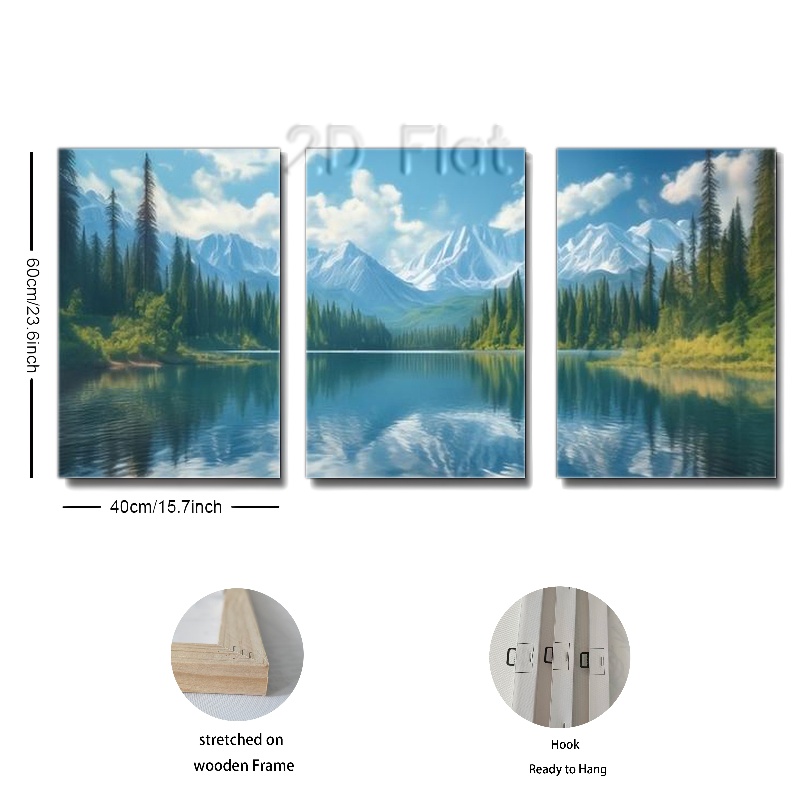 2D Flat
60cm/23.6inch
40cm/15.7inch
stretched on
wooden Frame
Hook
Ready to Hang